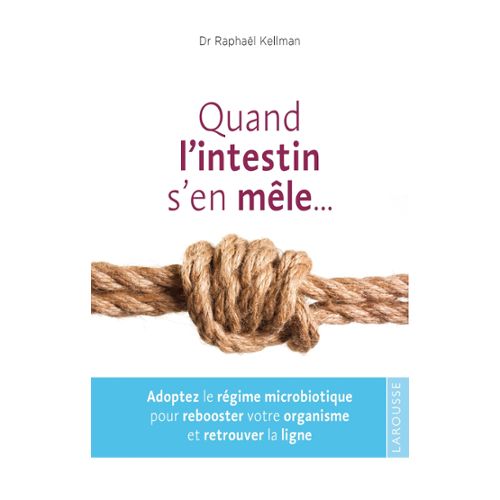 Dr Raphaël Kellman
Quand
l'intestin
s'en mêle...
Adoptez le régime microbiotique
pour rebooster votre organisme
et retrouver la ligne
LAROUSSE